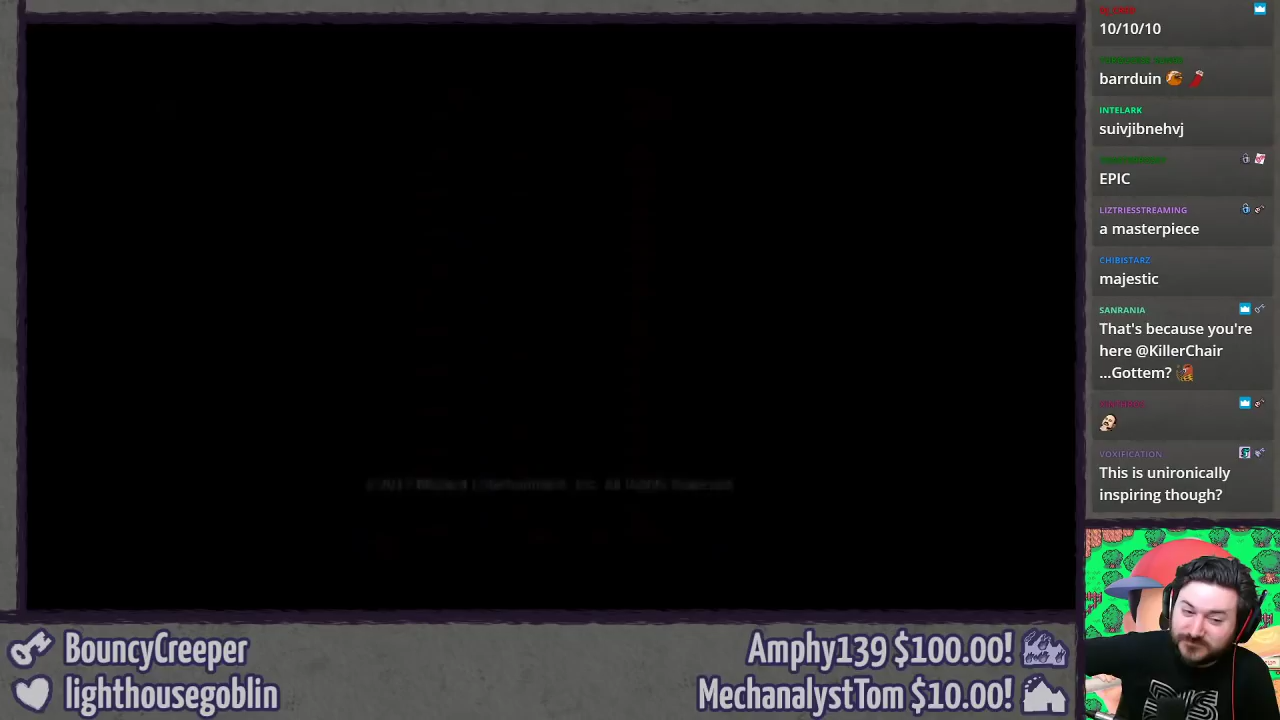 10/10/10
barrduin
INTELARK
suivjibnehvj
EPIC
LIZTRIESSTREAMING
a masterpiece
CHIBISTARZ
majestic
SANRANIA
That's because you're
here @KillerChair
...Gottem?
VOXIFICATION
This is unironically
inspiring though?
BouncyCreeper
lighthousegoblin
Amphy139 $100.00!
MechanalystTom $10.00!